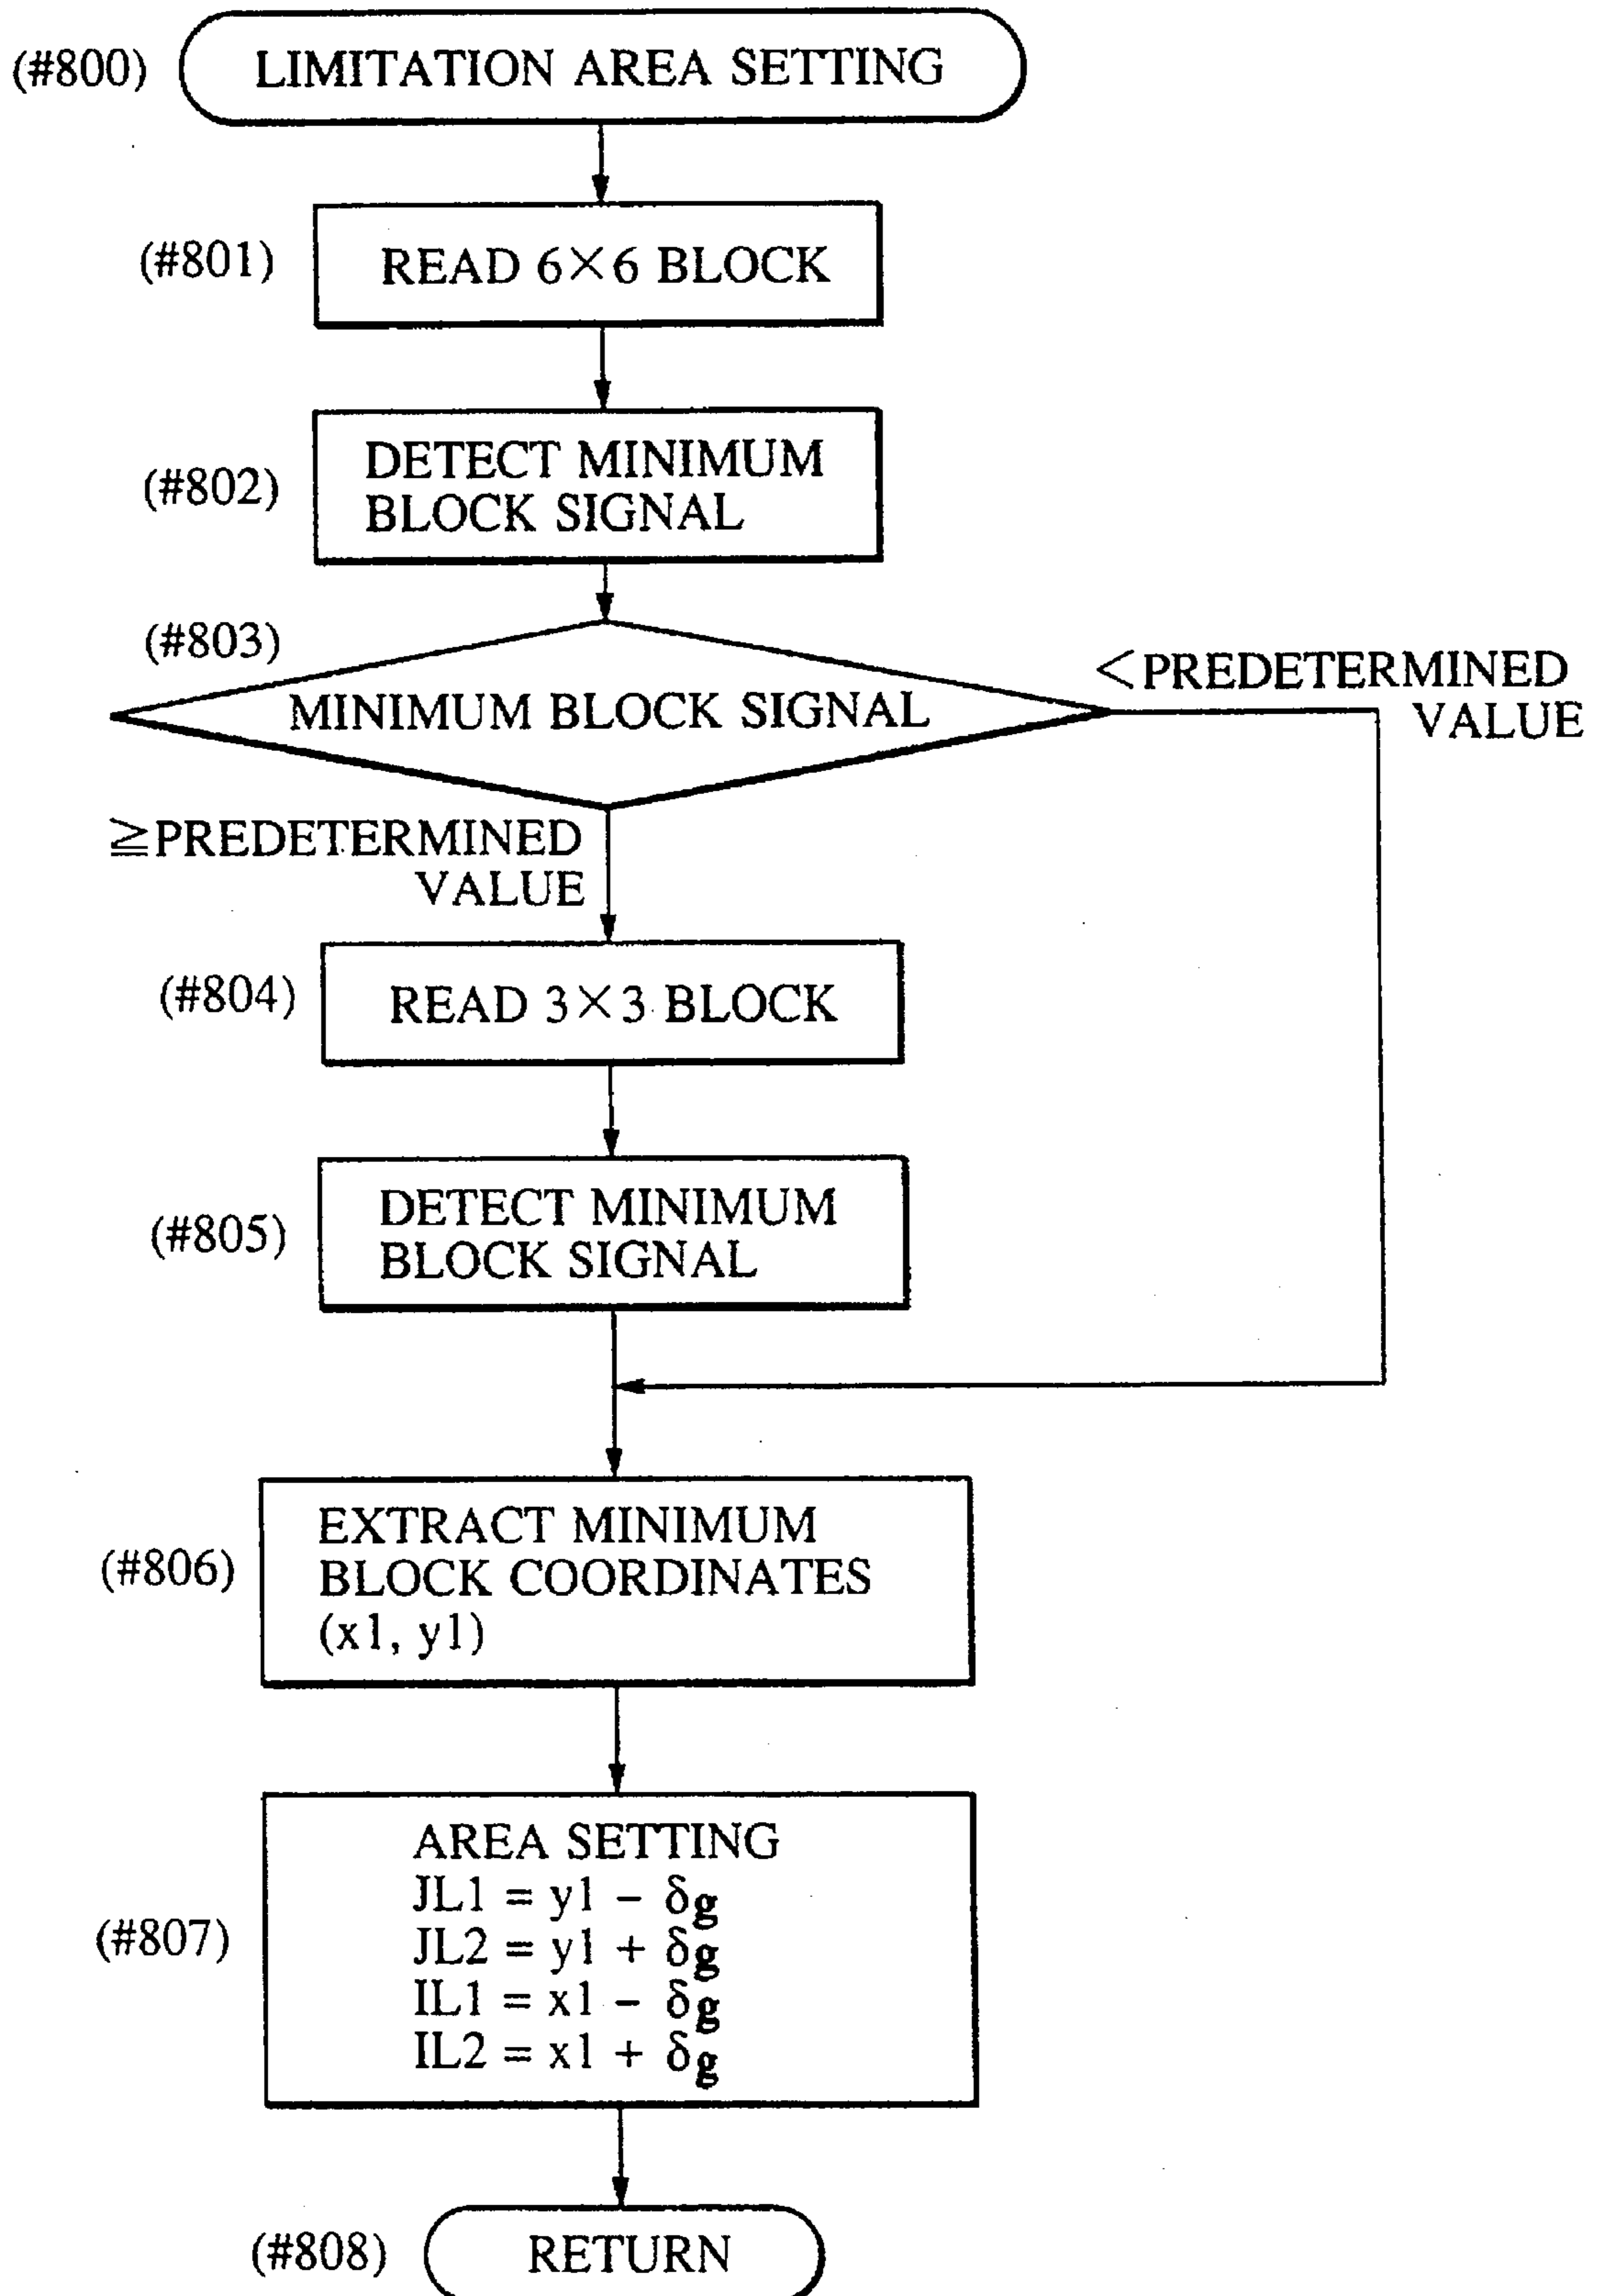 (#800) LIMITATION AREA SETTING
(#801) READ 6×6 BLOCK
(#802) DETECT MINIMUM
BLOCK SIGNAL
(#803) MINIMUM BLOCK SIGNAL
<PREDETERMINED
VALUE
≧PREDETERMINED
VALUE
(#804) READ 3×3 BLOCK
(#805) DETECT MINIMUM
BLOCK SIGNAL
(#806) EXTRACT MINIMUM
BLOCK COORDINATES
(x1, y1)
(#807) AREA SETTING
JL1 = y1 − δg
JL2 = y1 + δg
IL1 = x1 − δg
IL2 = x1 + δg
(#808) RETURN